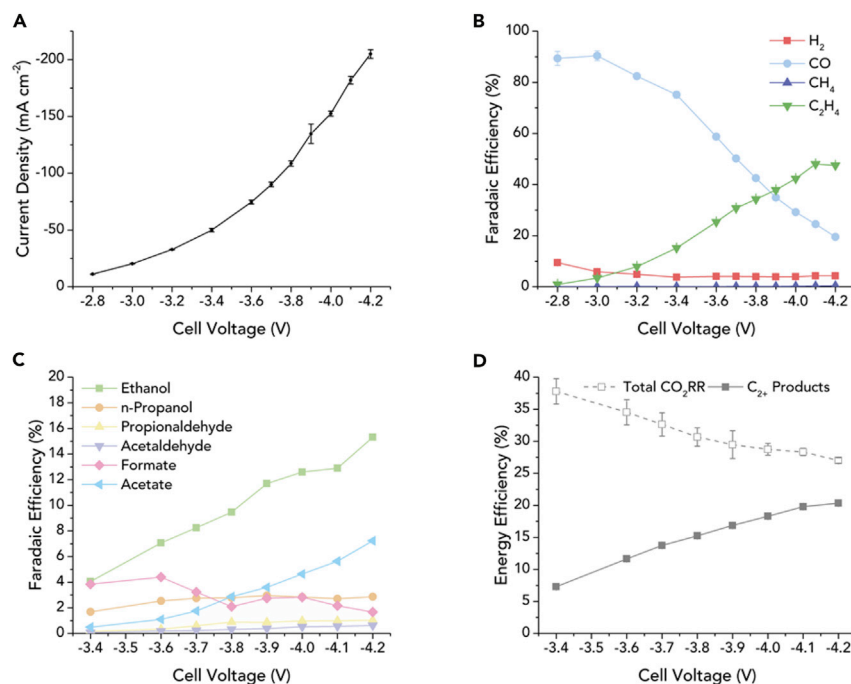 A
Current Density (mA cm⁻²)
-200
-150
-100
-50
0
-2.8 -3.0 -3.2 -3.4 -3.6 -3.8 -4.0 -4.2
Cell Voltage (V)
B
Faradaic Efficiency (%)
100
80
60
40
20
0
H₂
CO
CH₄
C₂H₄
-2.8 -3.0 -3.2 -3.4 -3.6 -3.8 -4.0 -4.2
Cell Voltage (V)
C
Faradaic Efficiency (%)
20
18
16
14
12
10
8
6
4
2
0
Ethanol
n-Propanol
Propionaldehyde
Acetaldehyde
Formate
Acetate
-3.4 -3.5 -3.6 -3.7 -3.8 -3.9 -4.0 -4.1 -4.2
Cell Voltage (V)
D
Energy Efficiency (%)
40
35
30
25
20
15
10
5
0
Total CO₂RR C₂₊ Products
-3.4 -3.5 -3.6 -3.7 -3.8 -3.9 -4.0 -4.1 -4.2
Cell Voltage (V)